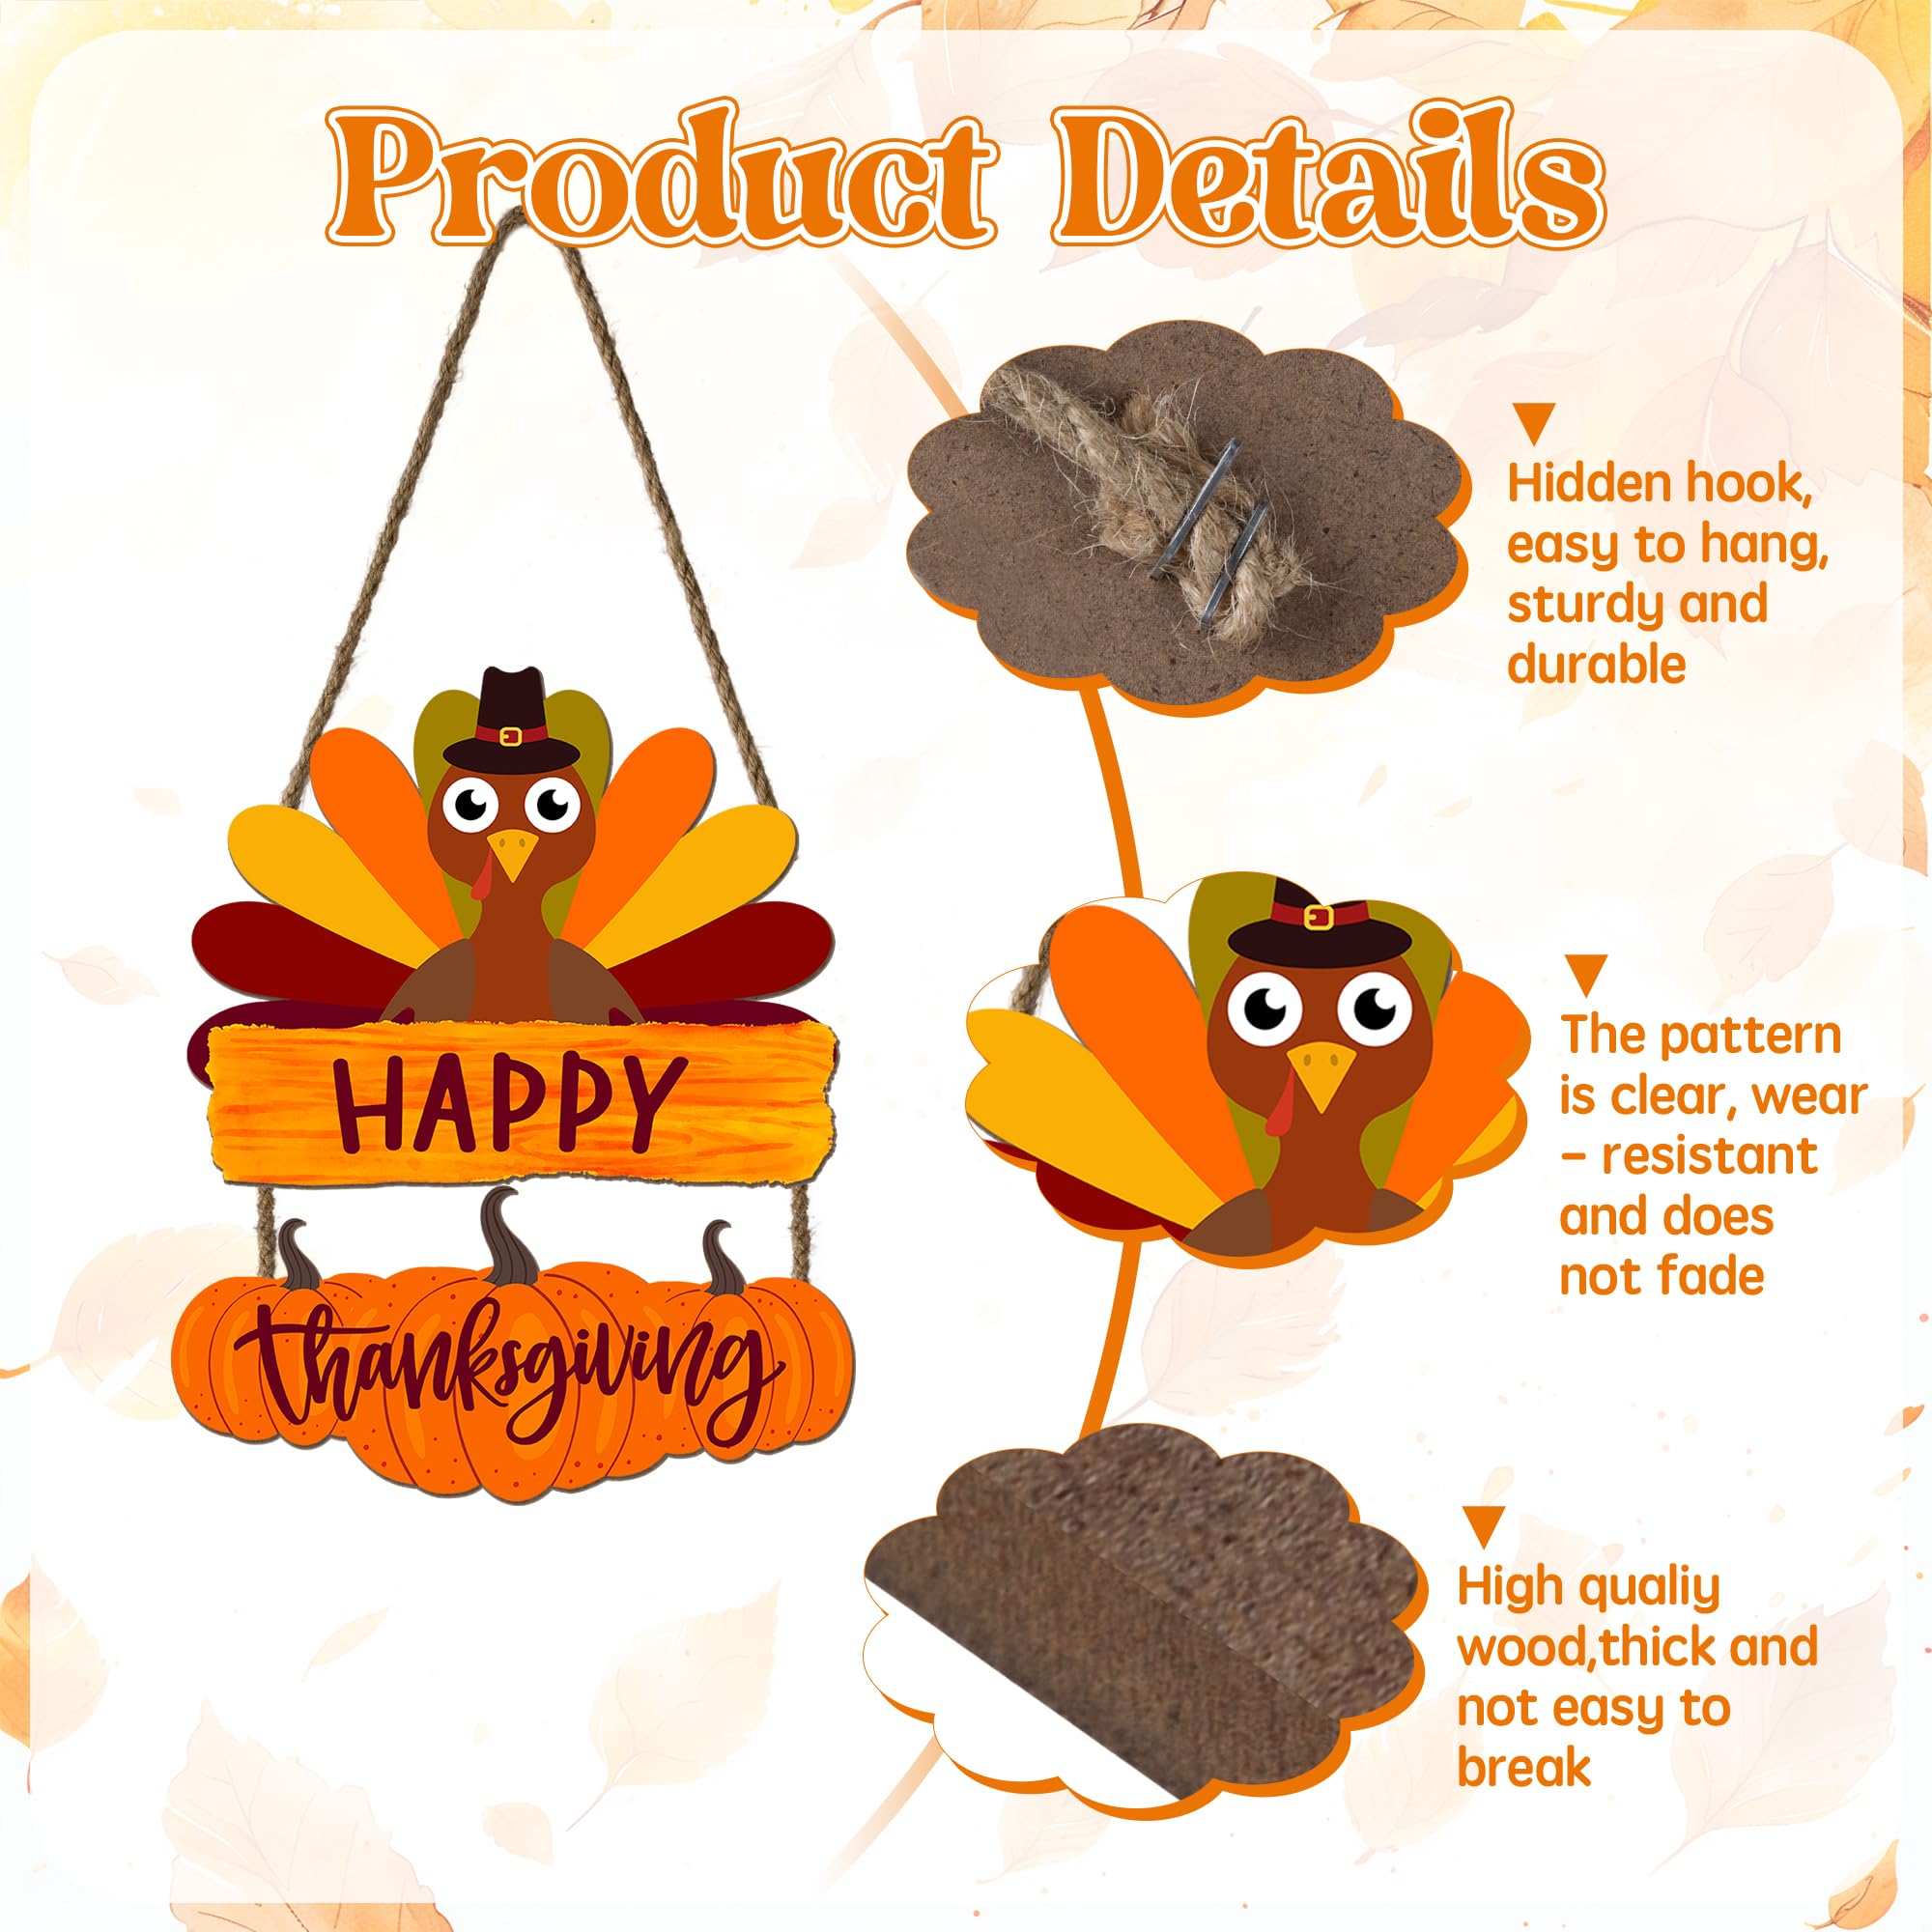 Product Details
Hidden hook,
easy to hang,
sturdy and
durable
HAPPY
thanksgiving
The pattern
is clear, wear
– resistant
and does
not fade
High qualiy
wood,thick and
not easy to
break